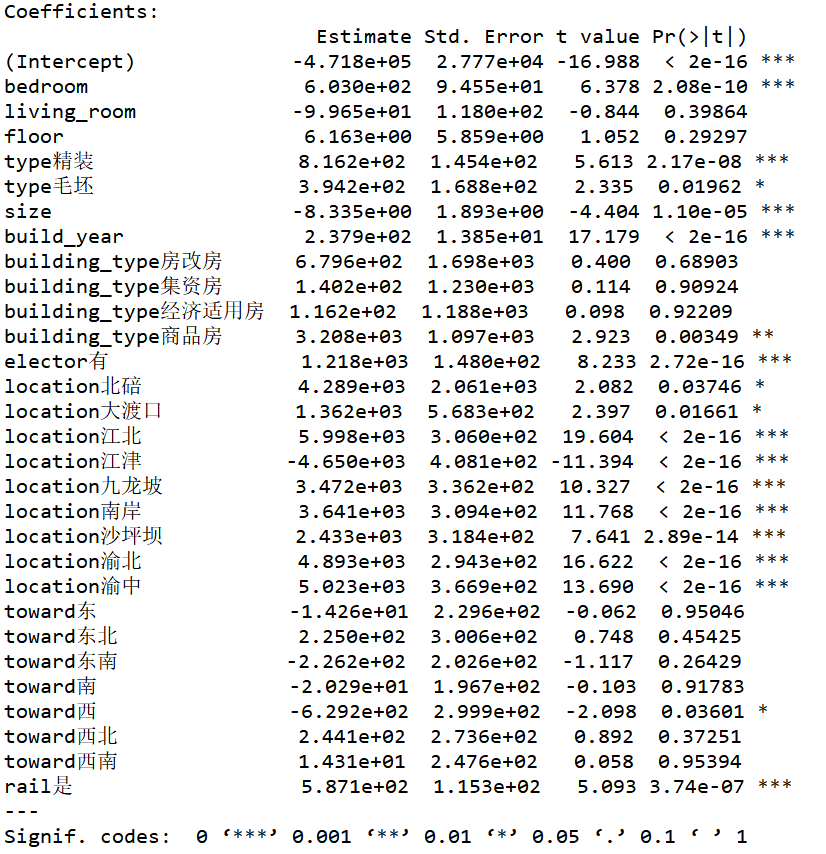 Coefficients:
Estimate Std. Error t value Pr(>|t|)
(Intercept) -4.718e+05 2.777e+04 -16.988 < 2e-16 ***
bedroom 6.030e+02 9.455e+01 6.378 2.08e-10 ***
living_room -9.965e+01 1.180e+02 -0.844 0.39864
floor 6.163e+00 5.859e+00 1.052 0.29297
type精装 8.162e+02 1.454e+02 5.613 2.17e-08 ***
type毛坯 3.942e+02 1.688e+02 2.335 0.01962 *
size -8.335e+00 1.893e+00 -4.404 1.10e-05 ***
build_year 2.379e+02 1.385e+01 17.179 < 2e-16 ***
building_type房改房 6.796e+02 1.698e+03 0.400 0.68903
building_type集资房 1.402e+02 1.230e+03 0.114 0.90924
building_type经济适用房 1.162e+02 1.188e+03 0.098 0.92209
building_type商品房 3.208e+03 1.097e+03 2.923 0.00349 **
elector有 1.218e+03 1.480e+02 8.233 2.72e-16 ***
location北碚 4.289e+03 2.061e+03 2.082 0.03746 *
location大渡口 1.362e+03 5.683e+02 2.397 0.01661 *
location江北 5.998e+03 3.060e+02 19.604 < 2e-16 ***
location江津 -4.650e+03 4.081e+02 -11.394 < 2e-16 ***
location九龙坡 3.472e+03 3.362e+02 10.327 < 2e-16 ***
location南岸 3.641e+03 3.094e+02 11.768 < 2e-16 ***
location沙坪坝 2.433e+03 3.184e+02 7.641 2.89e-14 ***
location渝北 4.893e+03 2.943e+02 16.622 < 2e-16 ***
location渝中 5.023e+03 3.669e+02 13.690 < 2e-16 ***
toward东 -1.426e+01 2.296e+02 -0.062 0.95046
toward东北 2.250e+02 3.006e+02 0.748 0.45425
toward东南 -2.262e+02 2.026e+02 -1.117 0.26429
toward南 -2.029e+01 1.967e+02 -0.103 0.91783
toward西 -6.292e+02 2.999e+02 -2.098 0.03601 *
toward西北 2.441e+02 2.736e+02 0.892 0.37251
toward西南 1.431e+01 2.476e+02 0.058 0.95394
rail是 5.871e+02 1.153e+02 5.093 3.74e-07 ***
---
Signif. codes: 0 ‘***’ 0.001 ‘**’ 0.01 ‘*’ 0.05 ‘.’ 0.1 ‘ ’ 1